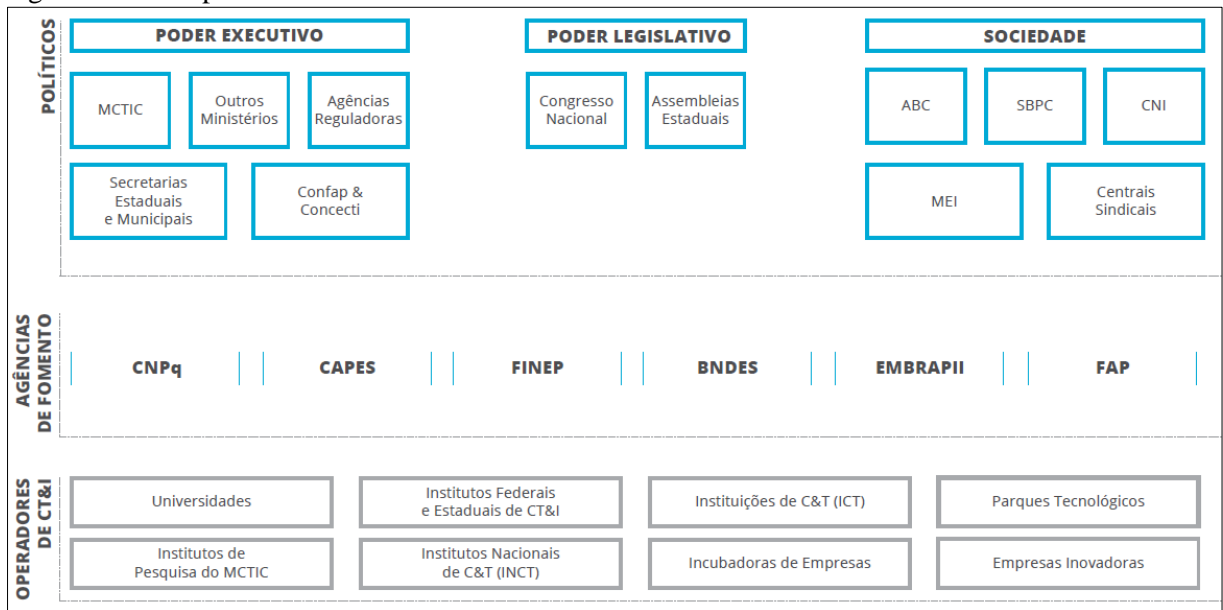 POLÍTICOS
PODER EXECUTIVO
PODER LEGISLATIVO
SOCIEDADE
MCTIC
Outros
Ministérios
Agências
Reguladoras
Congresso
Nacional
Assembleias
Estaduais
ABC
SBPC
CNI
Secretarias
Estaduais
e Municipais
Confap &
Concecti
MEI
Centrais
Sindicais
AGÊNCIAS
DE FOMENTO
CNPq
CAPES
FINEP
BNDES
EMBRAPII
FAP
OPERADORES
DE CT&I
Universidades
Institutos Federais
e Estaduais de CT&I
Instituições de C&T (ICT)
Parques Tecnológicos
Institutos de
Pesquisa do MCTIC
Institutos Nacionais
de C&T (INCT)
Incubadoras de Empresas
Empresas Inovadoras